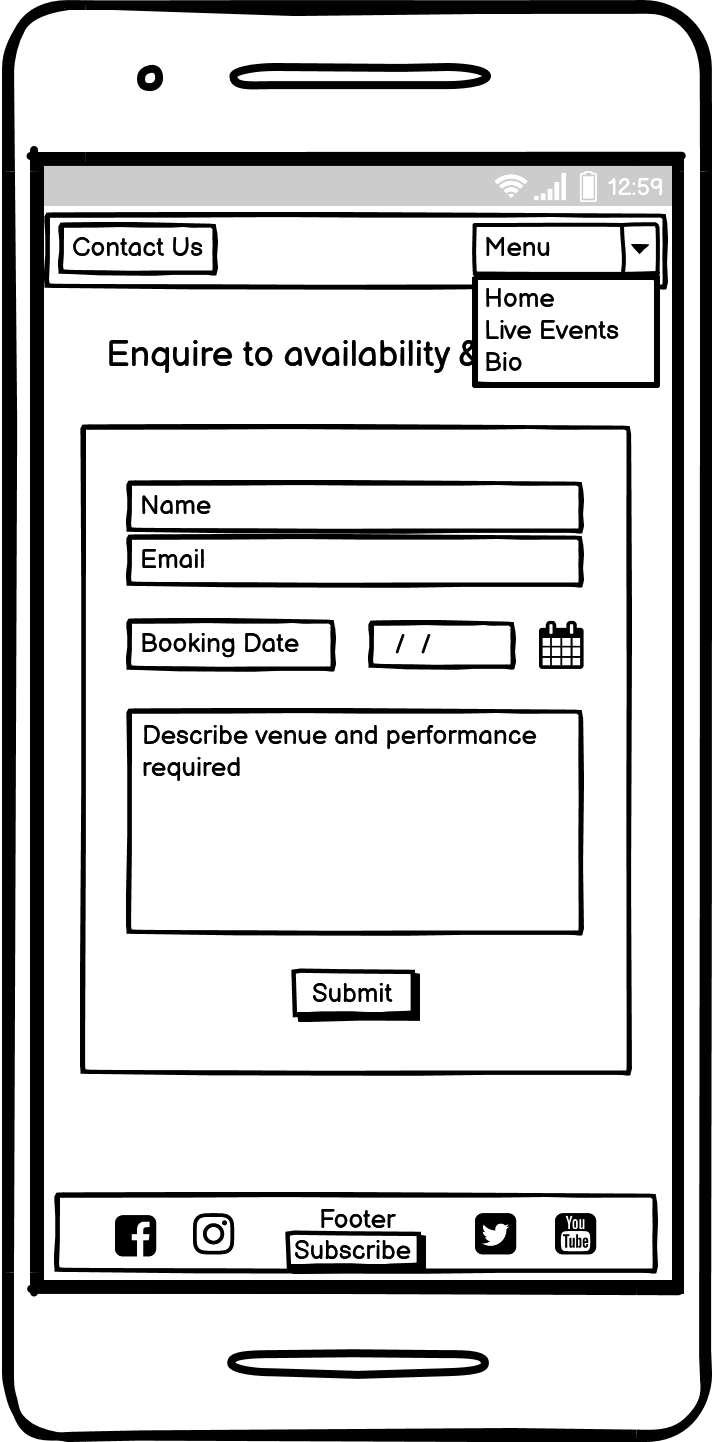 12:59
Contact Us
Menu
Home
Live Events
Bio
Enquire to availability &
Name
Email
Booking Date / /
Describe venue and performance
required
Submit
Footer
Subscribe
You
Tube